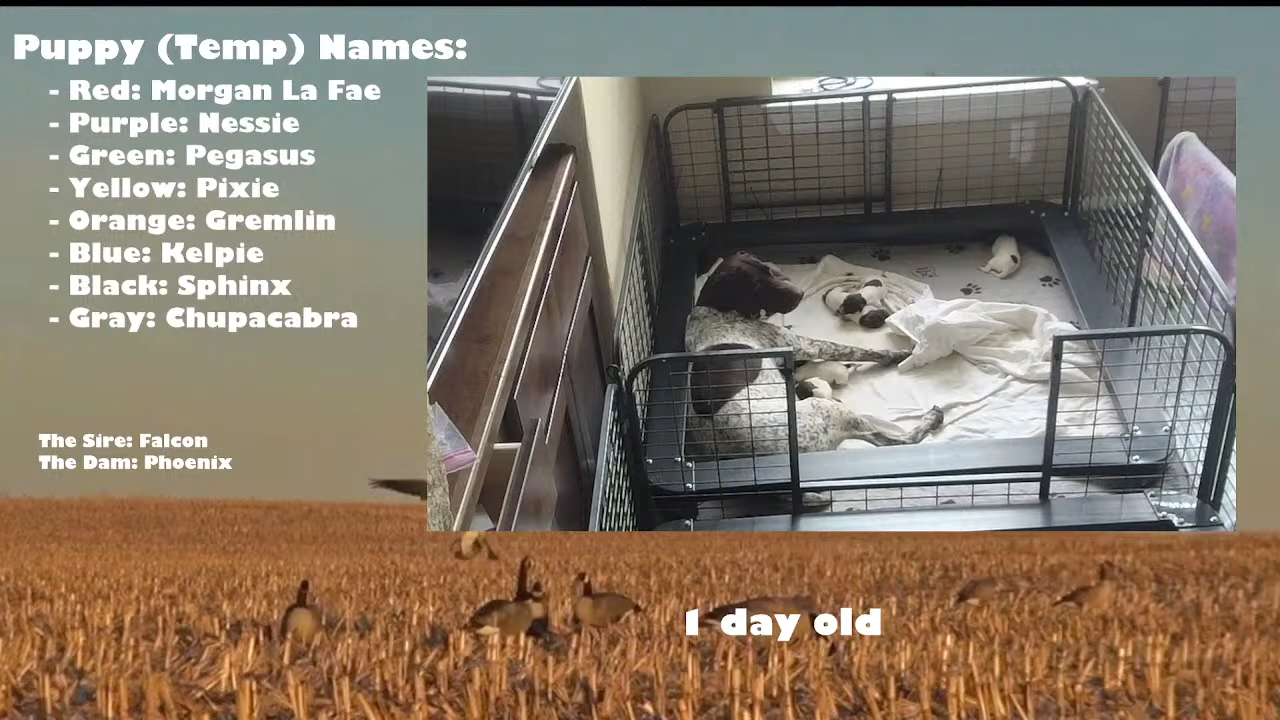 Puppy (Temp) Names:
- Red: Morgan La Fae
- Purple: Nessie
- Green: Pegasus
- Yellow: Pixie
- Orange: Gremlin
- Blue: Kelpie
- Black: Sphinx
- Gray: Chupacabra
The Sire: Falcon
The Dam: Phoenix
1 day old